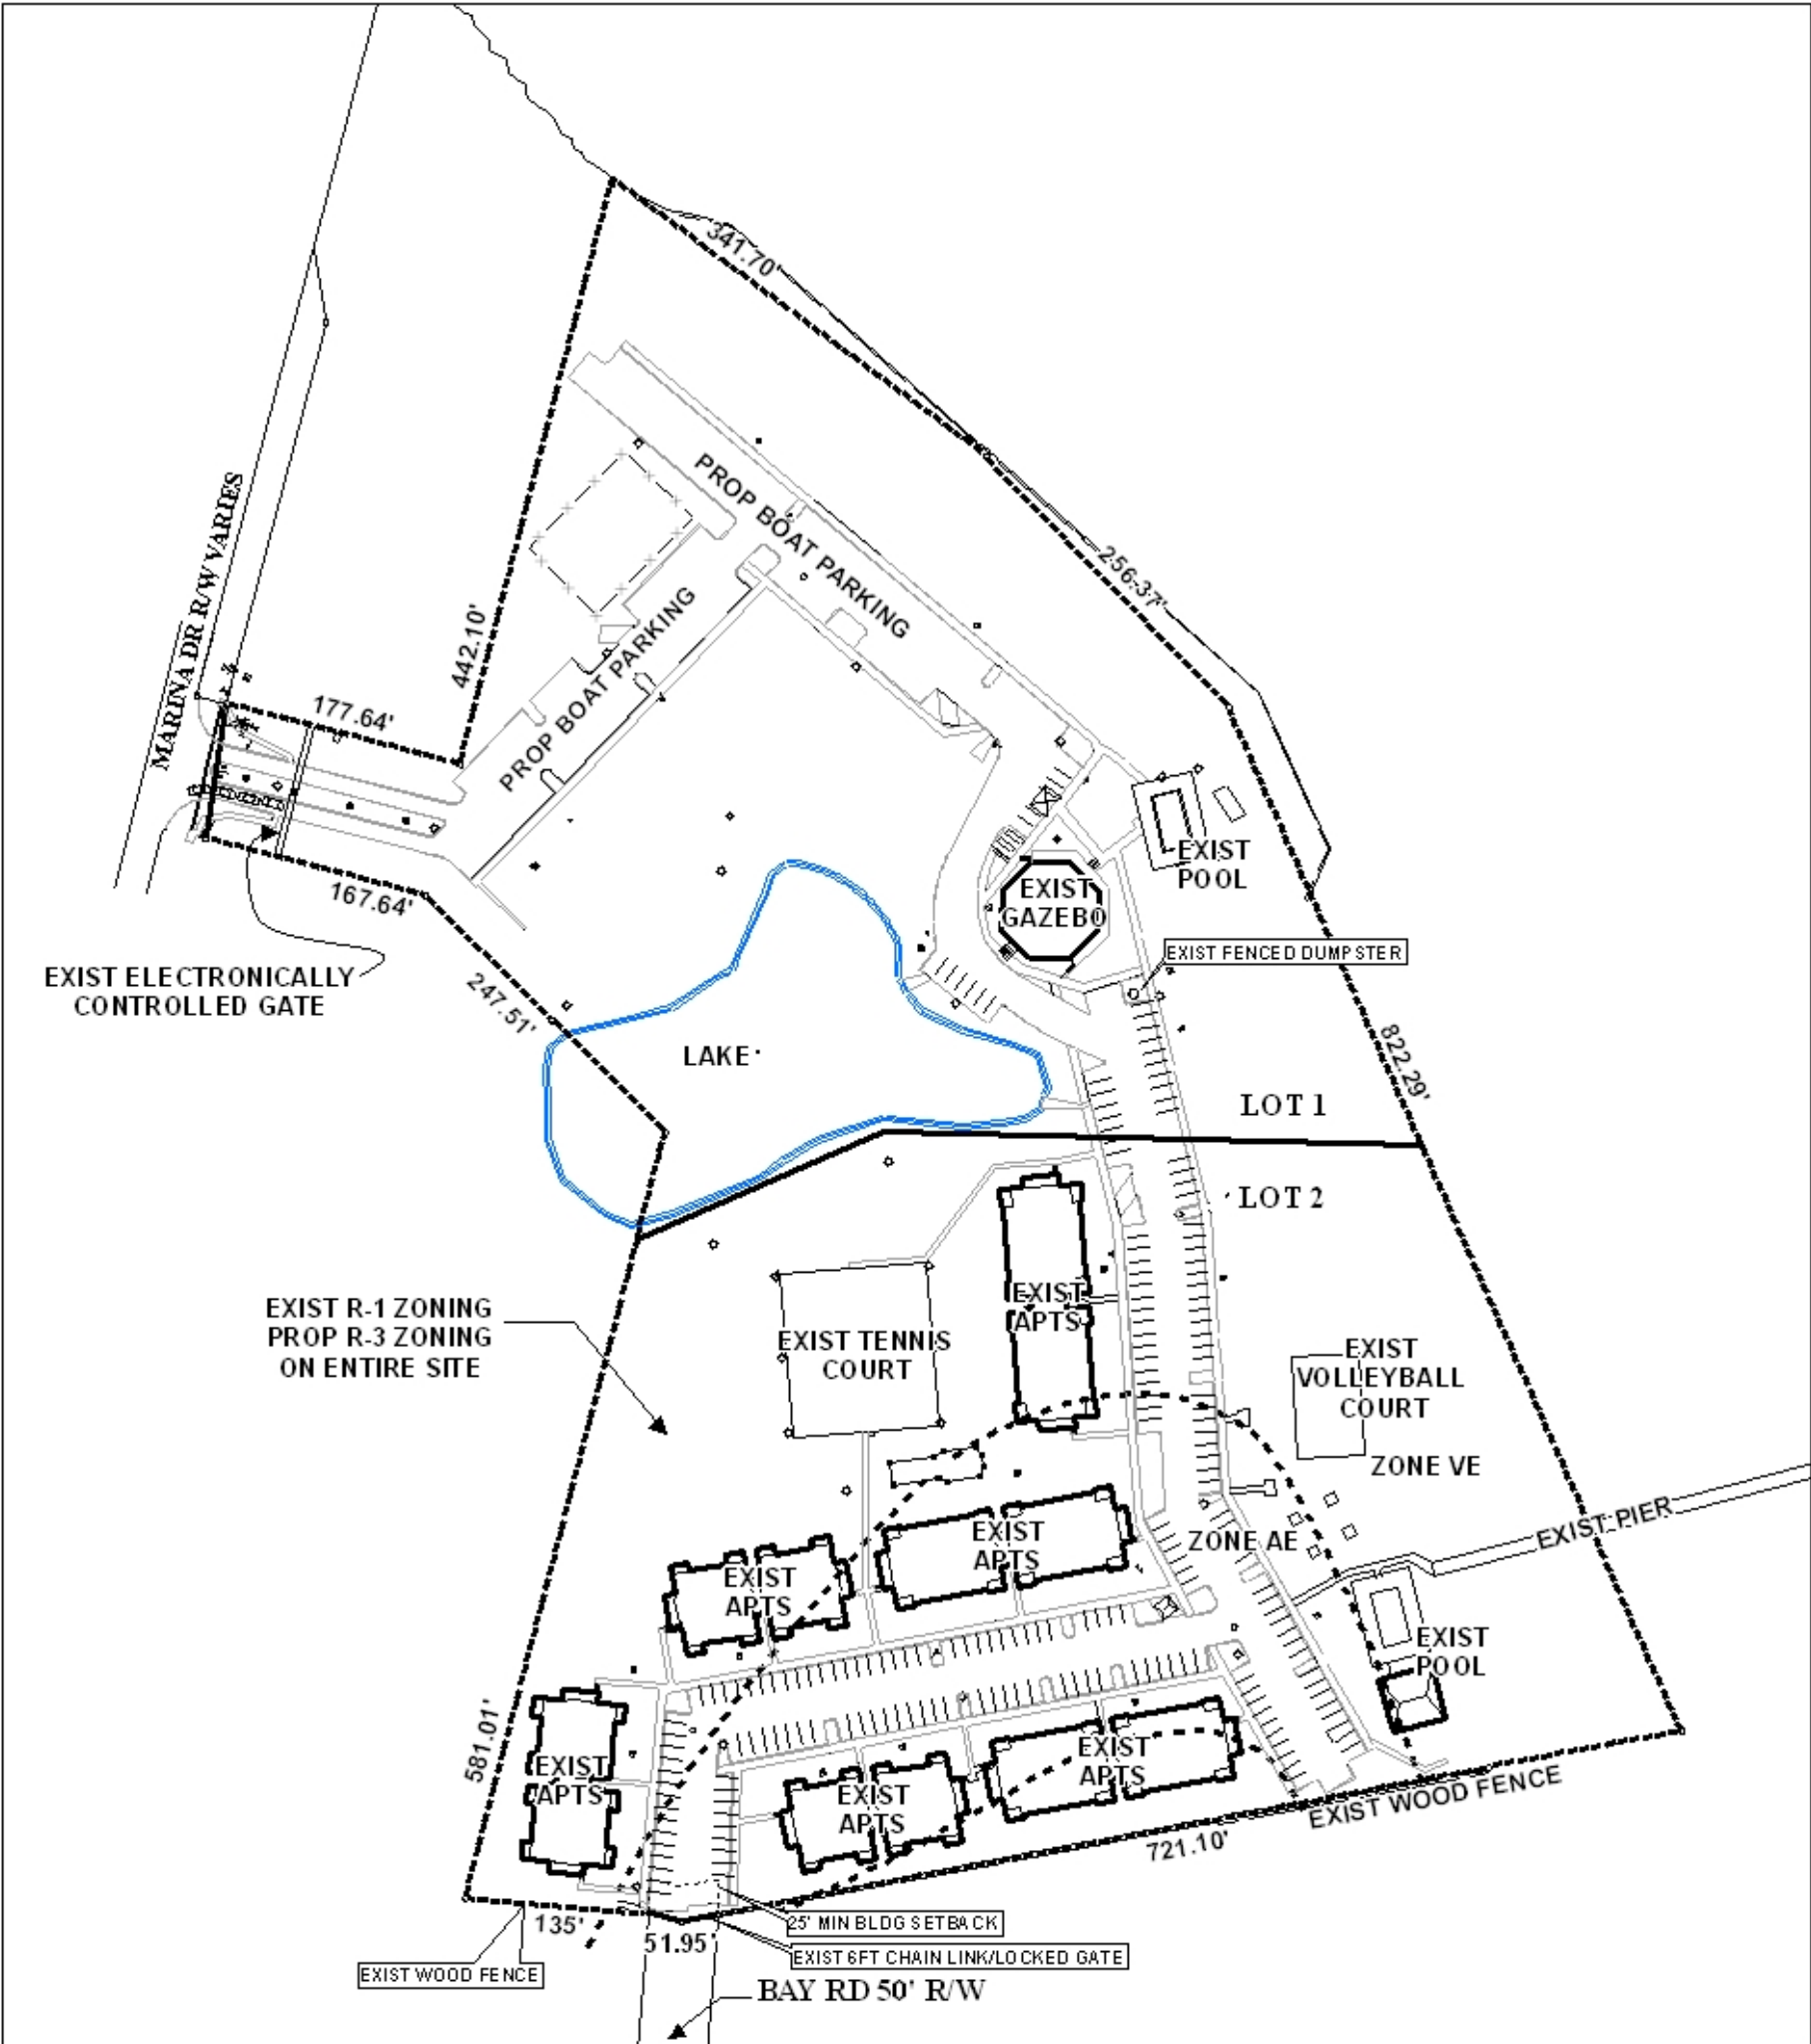 341.70'
PROP BOAT PARKING
256.37'
MARINA DR R/W VARIES
442.10'
PROP BOAT PARKING
177.64'
EXIST
POOL
EXIST
GAZEBO
167.64'
EXIST FENCED DUMPSTER
EXIST ELECTRONICALLY
CONTROLLED GATE
247.51'
LAKE
822.29'
LOT 1
LOT 2
EXIST R-1 ZONING
PROP R-3 ZONING
ON ENTIRE SITE
EXIST
APTS
EXIST TENNIS
COURT
EXIST
VOLLEYBALL
COURT
ZONE VE
EXIST PIER
EXIST
APTS
ZONE AE
EXIST
APTS
EXIST
POOL
581.01'
EXIST
APTS
EXIST
APTS
EXIST
APTS
EXIST WOOD FENCE
721.10'
135'
51.95'
25' MIN BLDG SETBACK
EXIST 6FT CHAIN LINK/LOCKED GATE
EXIST WOOD FENCE
BAY RD 50' R/W